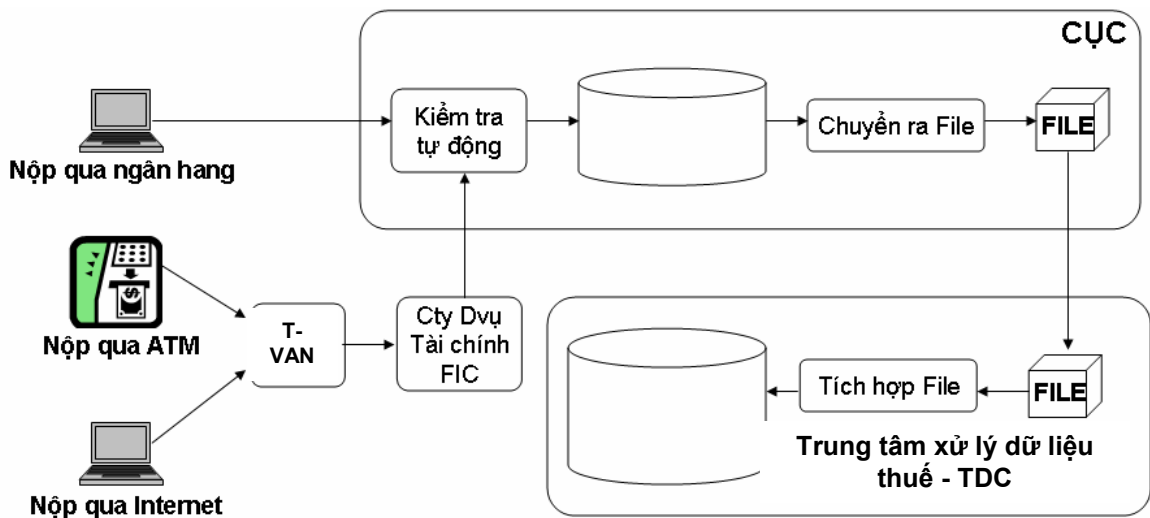 CỤC
Kiểm tra
tự động
Chuyển ra File
FILE
Nộp qua ngân hang
Nộp qua ATM
T-
VAN
Cty Dvụ
Tài chính
FIC
Tích hợp File
FILE
Trung tâm xử lý dữ liệu
thuế - TDC
Nộp qua Internet